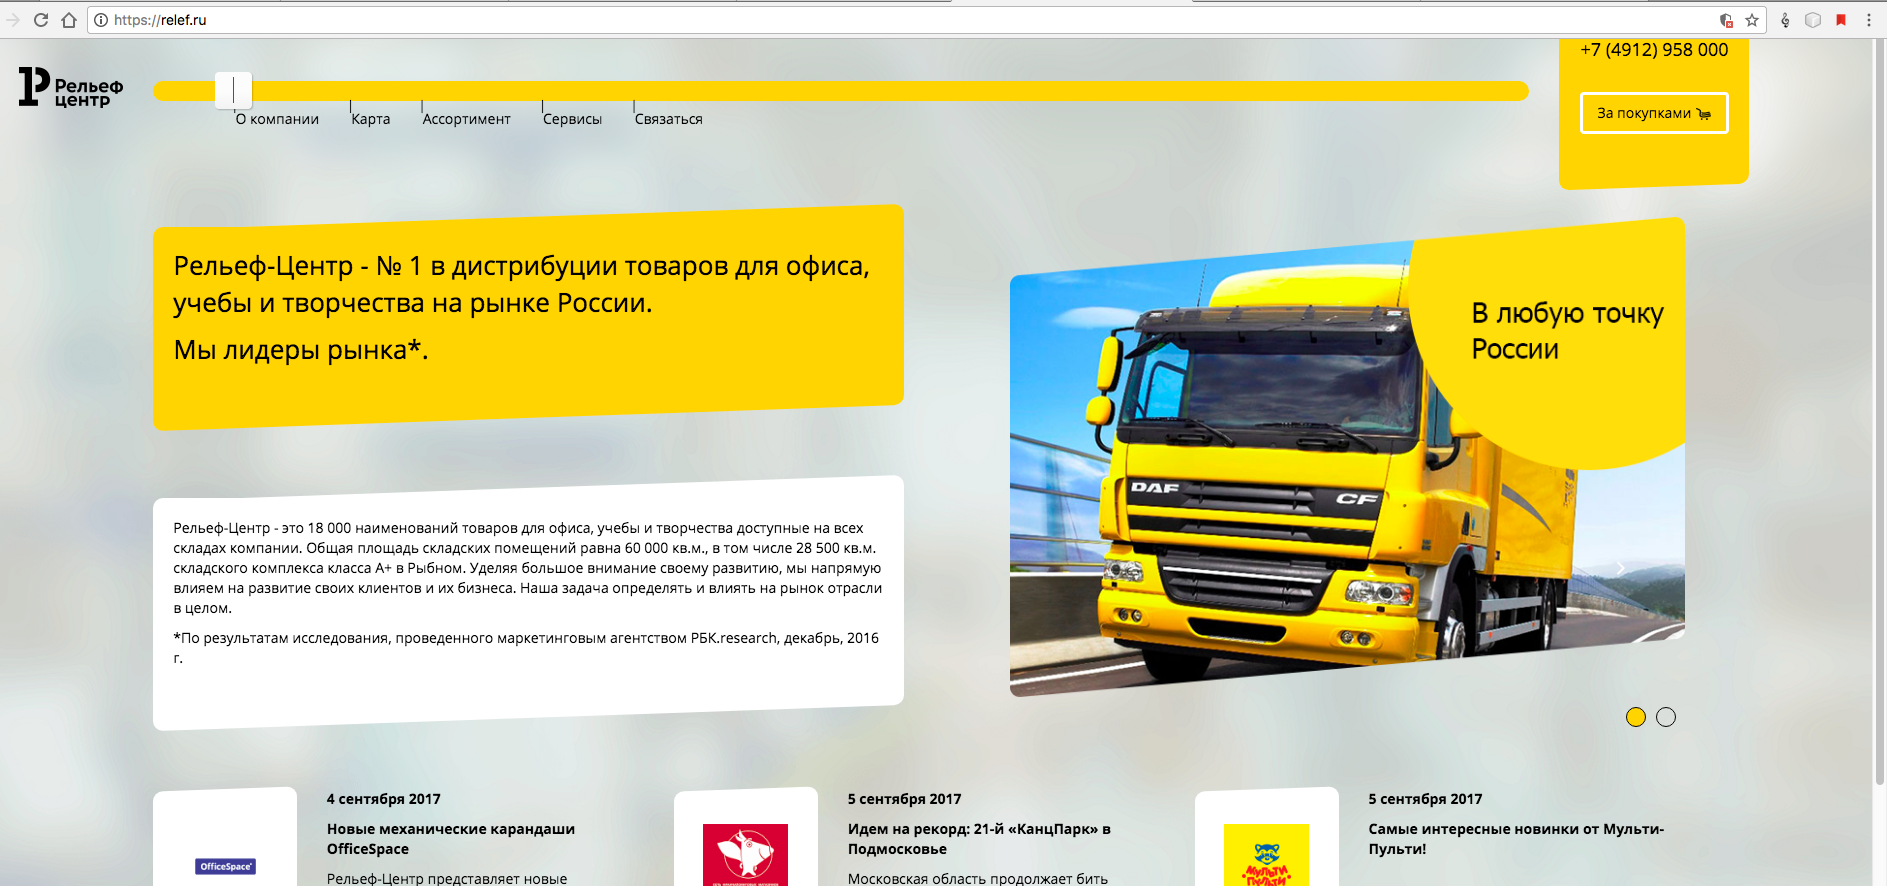 https://relef.ru
Рельеф
центр
+7 (4912) 958 000
За покупками
О компании
Карта
Ассортимент
Сервисы
Связаться
Рельеф-Центр - № 1 в дистрибуции товаров для офиса,
учебы и творчества на рынке России.
Мы лидеры рынка*.
В любую точку
России
DAF
CF
Рельеф-Центр - это 18 000 наименований товаров для офиса, учебы и творчества доступные на всех
складах компании. Общая площадь складских помещений равна 60 000 кв.м., в том числе 28 500 кв.м.
складского комплекса класса А+ в Рыбном. Уделяя большое внимание своему развитию, мы напрямую
влияем на развитие своих клиентов и их бизнеса. Наша задача определять и влиять на рынок отрасли
в целом.
*По результатам исследования, проведенного маркетинговым агентством РБК.research, декабрь, 2016
г.
OfficeSpace
4 сентября 2017
Новые механические карандаши
OfficeSpace
Рельеф-Центр представляет новые
5 сентября 2017
Идем на рекорд: 21-й «КанцПарк» в
Подмосковье
Московская область продолжает бить
МУЛЬТИ
ПУЛЬТИ
5 сентября 2017
Самые интересные новинки от Мульти-
Пульти!